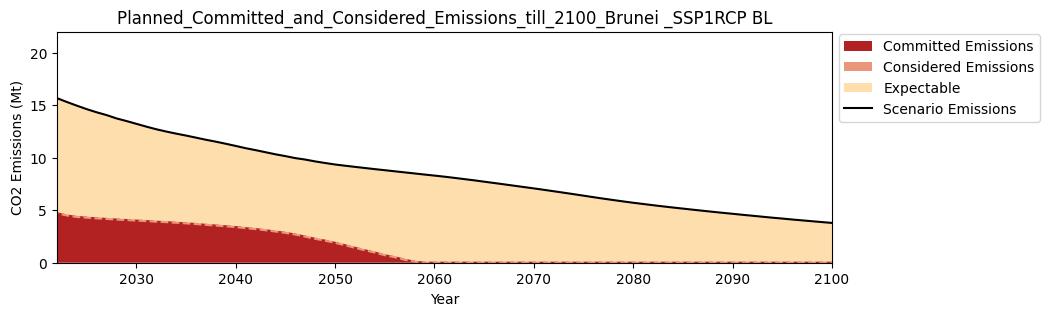 Planned_Committed_and_Considered_Emissions_till_2100_Brunei _SSP1RCP BL
CO2 Emissions (Mt)
20
15
10
5
0
2030 2040 2050 2060 2070 2080 2090 2100
Year
Committed Emissions
Considered Emissions
Expectable
Scenario Emissions